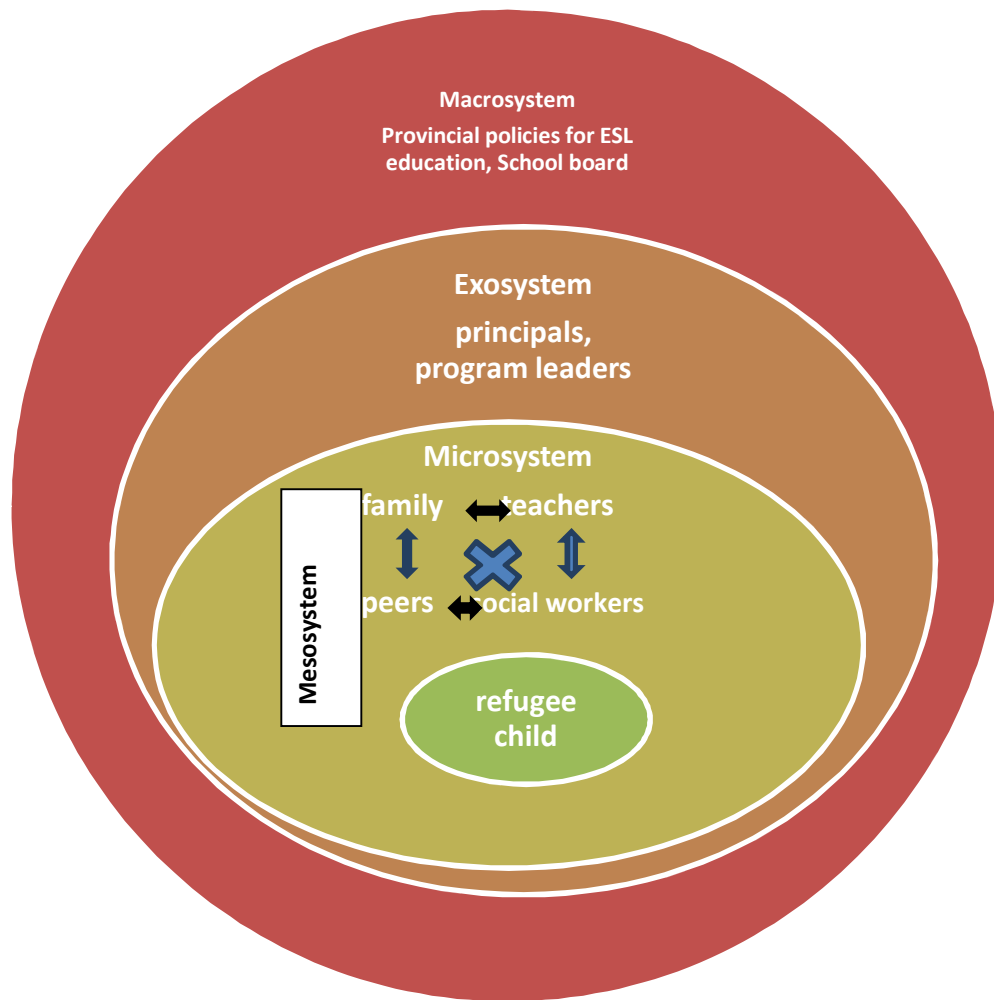 Macrosystem
Provincial policies for ESL
education, School board
Exosystem
principals,
program leaders
Microsystem
family teachers
Mesosystem
peers social workers
refugee
child